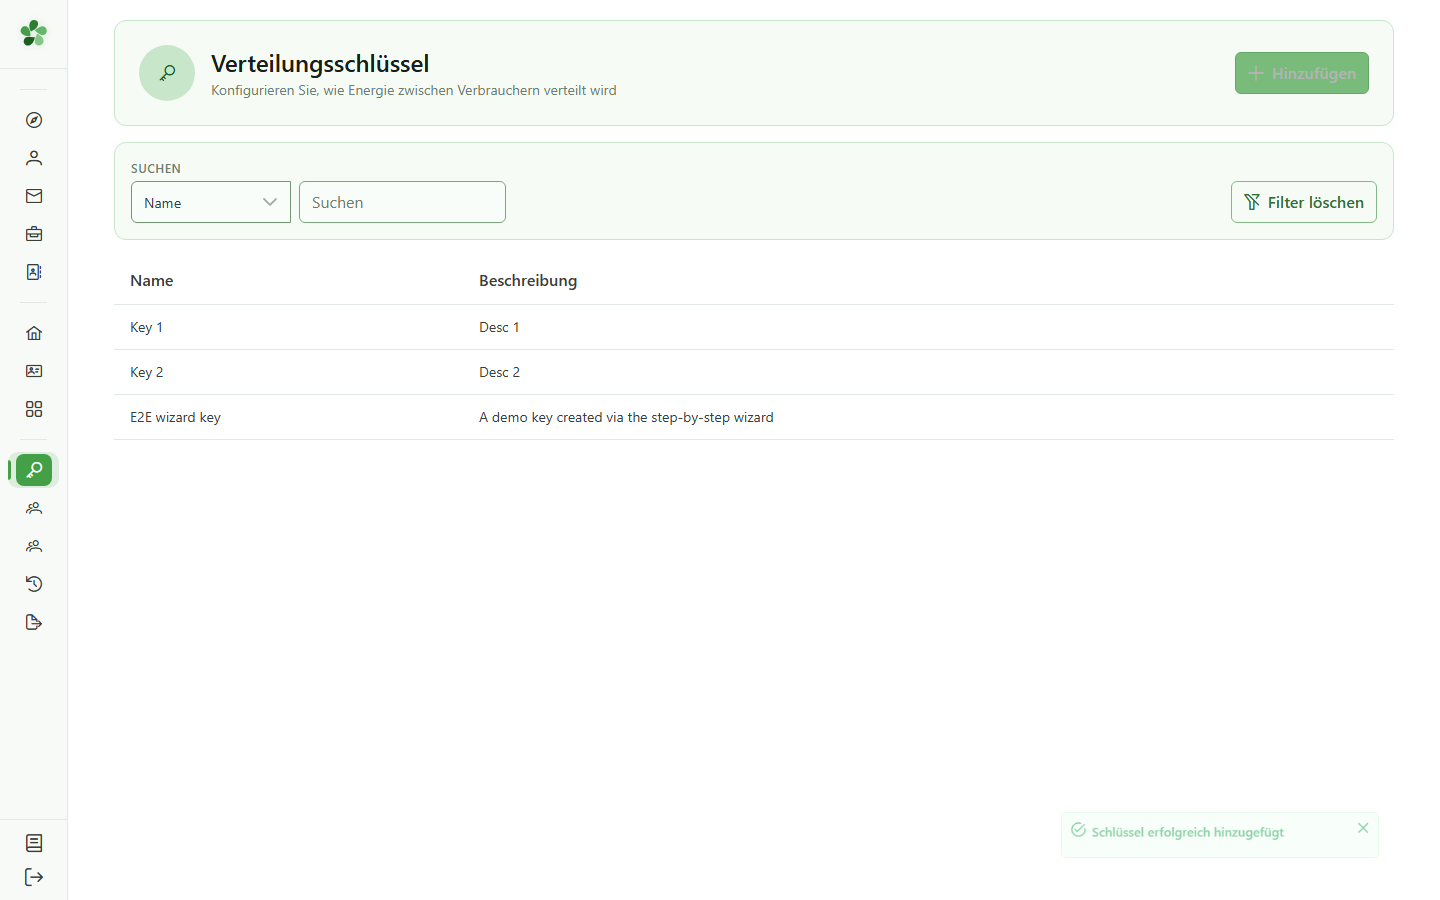 Verteilungsschlüssel
Konfigurieren Sie, wie Energie zwischen Verbrauchern verteilt wird
Hinzufügen
SUCHEN
Name
Suchen
Filter löschen
Name Beschreibung
Key 1 Desc 1
Key 2 Desc 2
E2E wizard key A demo key created via the step-by-step wizard
Schlüssel erfolgreich hinzugefügt